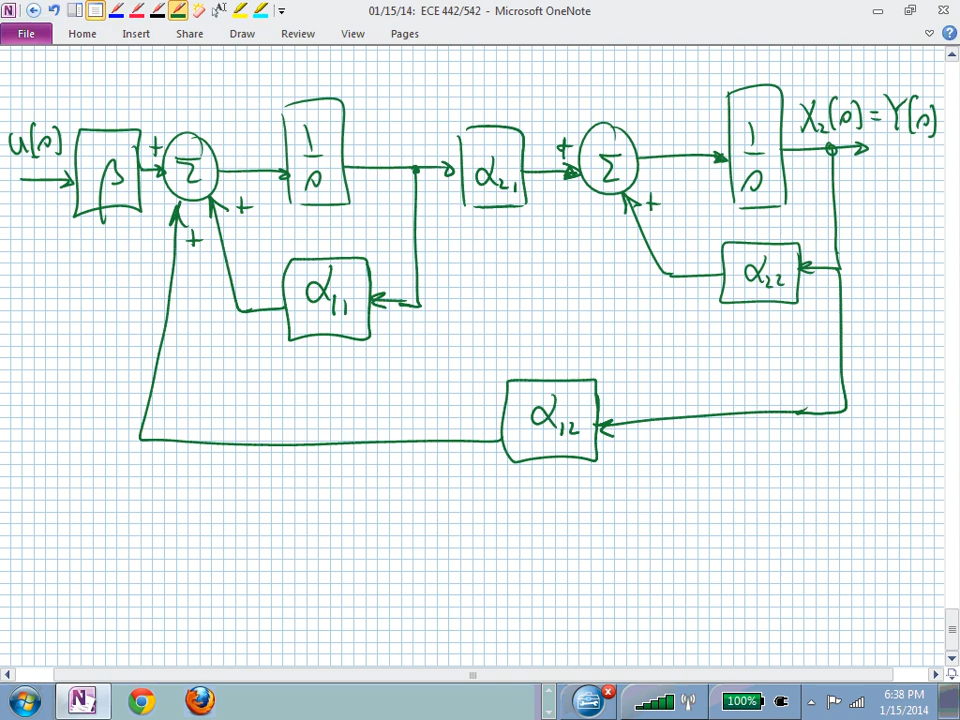 01/15/14: ECE 442/542 - Microsoft OneNote
File Home Insert Share Draw Review View Pages
U(s) β + Σ 1/s α₂₁ + Σ 1/s X₂(s) = Y(s)
+ + +
α₁₁ α₂₂
α₁₂
100% 6:38 PM
1/15/2014